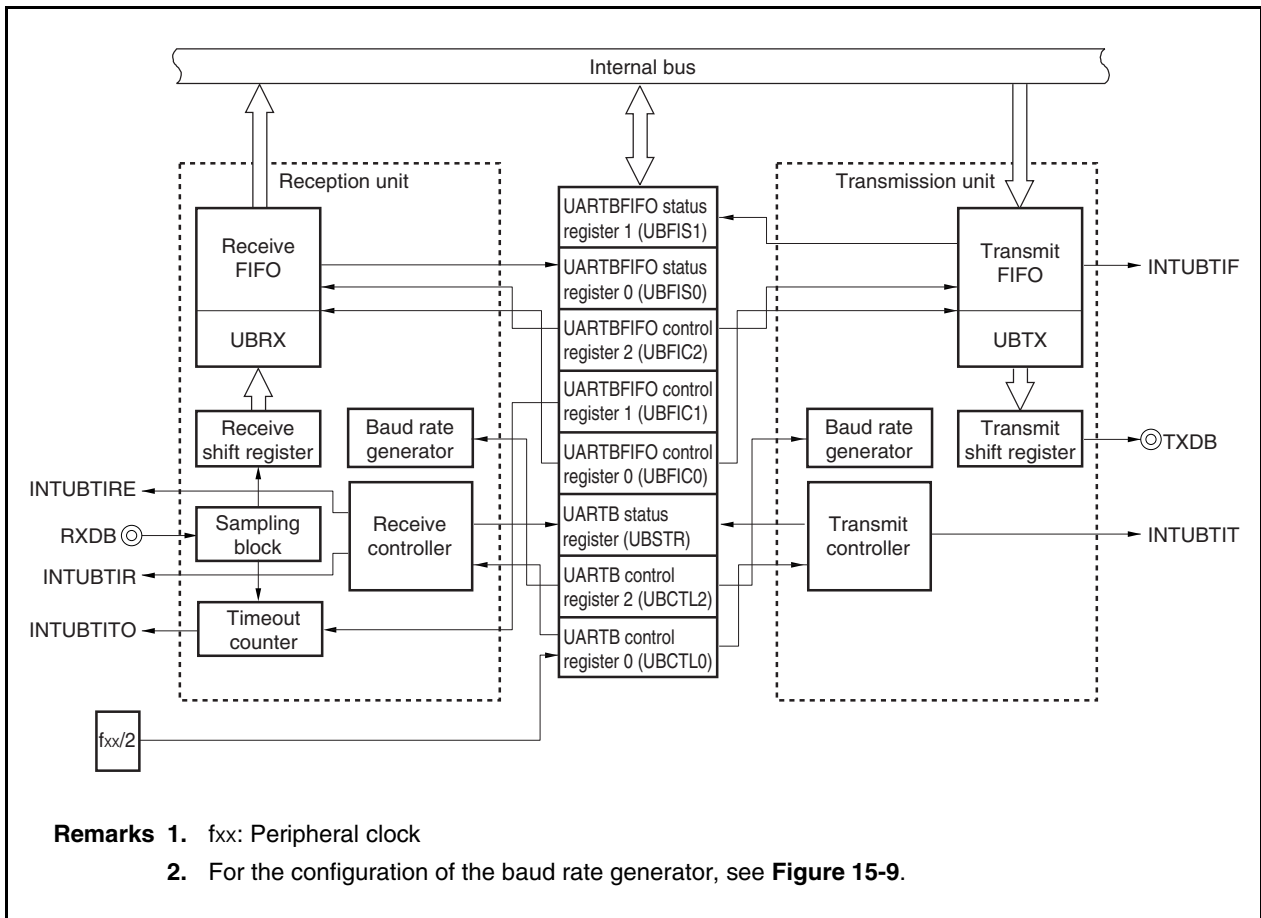 Internal bus
Reception unit
Receive
FIFO
UBRX
Receive
shift register
Baud rate
generator
INTUBTIRE
RXDB
Sampling
block
Receive
controller
INTUBTIR
INTUBTITO
Timeout
counter
fxx/2
UARTBFIFO status
register 1 (UBFIS1)
UARTBFIFO status
register 0 (UBFIS0)
UARTBFIFO control
register 2 (UBFIC2)
UARTBFIFO control
register 1 (UBFIC1)
UARTBFIFO control
register 0 (UBFIC0)
UARTB status
register (UBSTR)
UARTB control
register 2 (UBCTL2)
UARTB control
register 0 (UBCTL0)
Transmission unit
Transmit
FIFO
UBTX
INTUBTIF
Baud rate
generator
Transmit
shift register
TXDB
Transmit
controller
INTUBTIT
Remarks 1. fxx: Peripheral clock
2. For the configuration of the baud rate generator, see Figure 15-9.